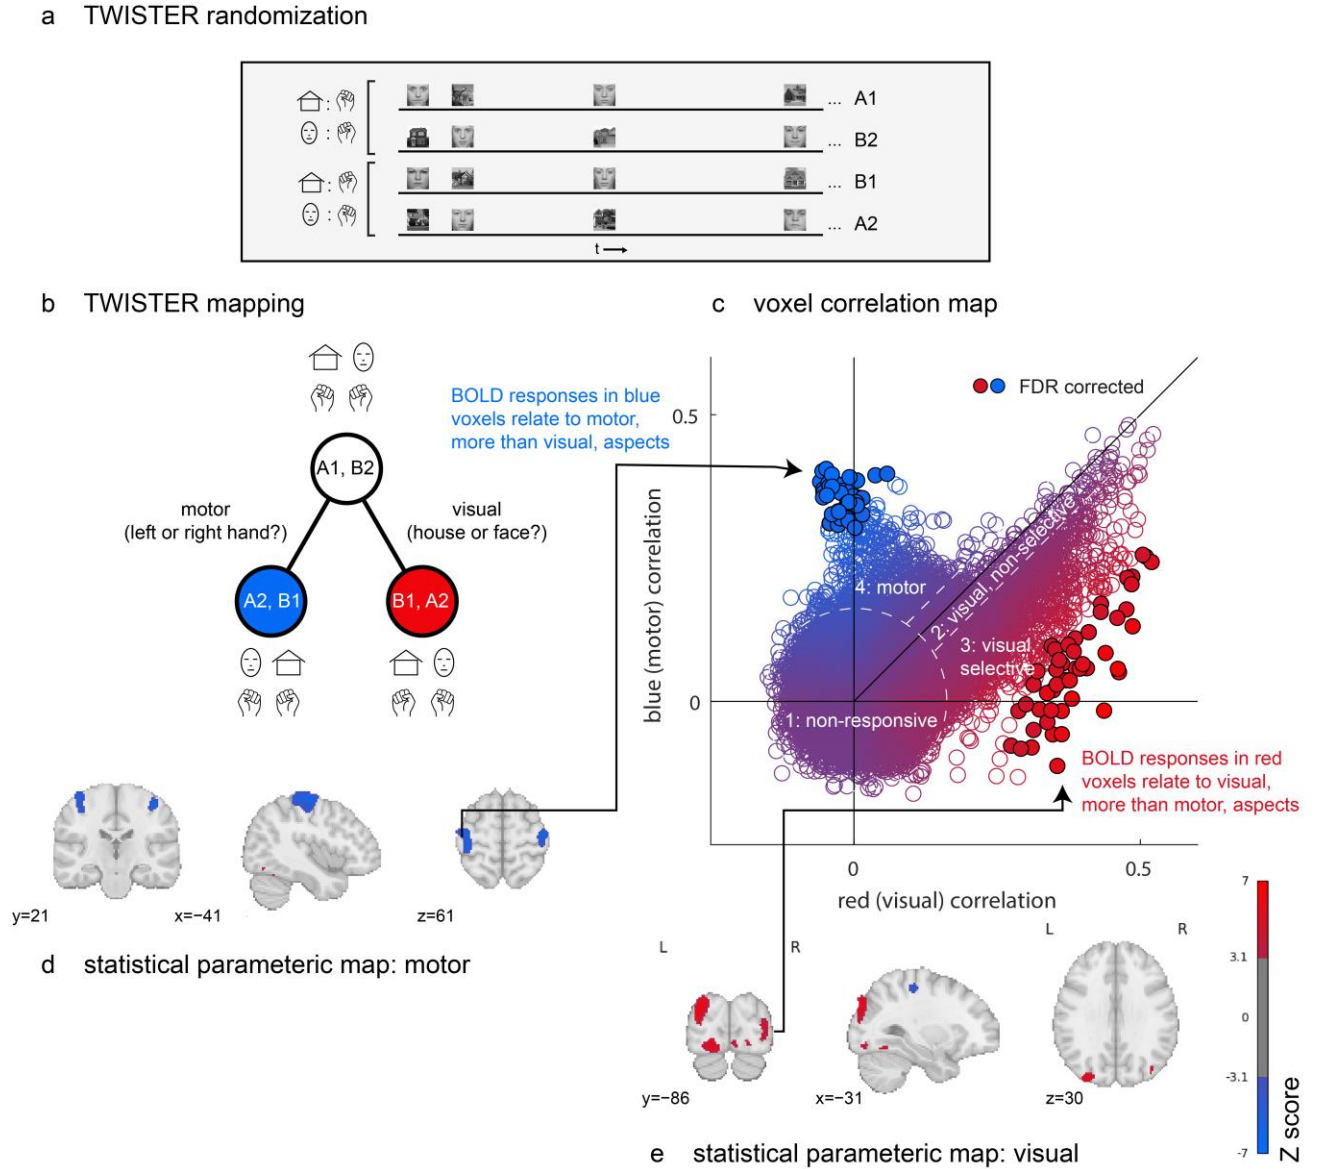 a TWISTER randomization
... A1
... B2
... B1
... A2
t
b TWISTER mapping
c voxel correlation map
BOLD responses in blue
voxels relate to motor,
more than visual, aspects
FDR corrected
0.5
A1, B2
motor
(left or right hand?)
visual
(house or face?)
A2, B1
B1, A2
blue (motor) correlation
4: motor
2: visual, non-selective
3: visual,
selective
0
1: non-responsive
BOLD responses in red
voxels relate to visual,
more than motor, aspects
0
0.5
red (visual) correlation
y=21
x=−41
z=61
d statistical parameteric map: motor
L
R
L
R
y=−86
x=−31
z=30
7
3.1
0
-3.1
-7
Z score
e statistical parameteric map: visual